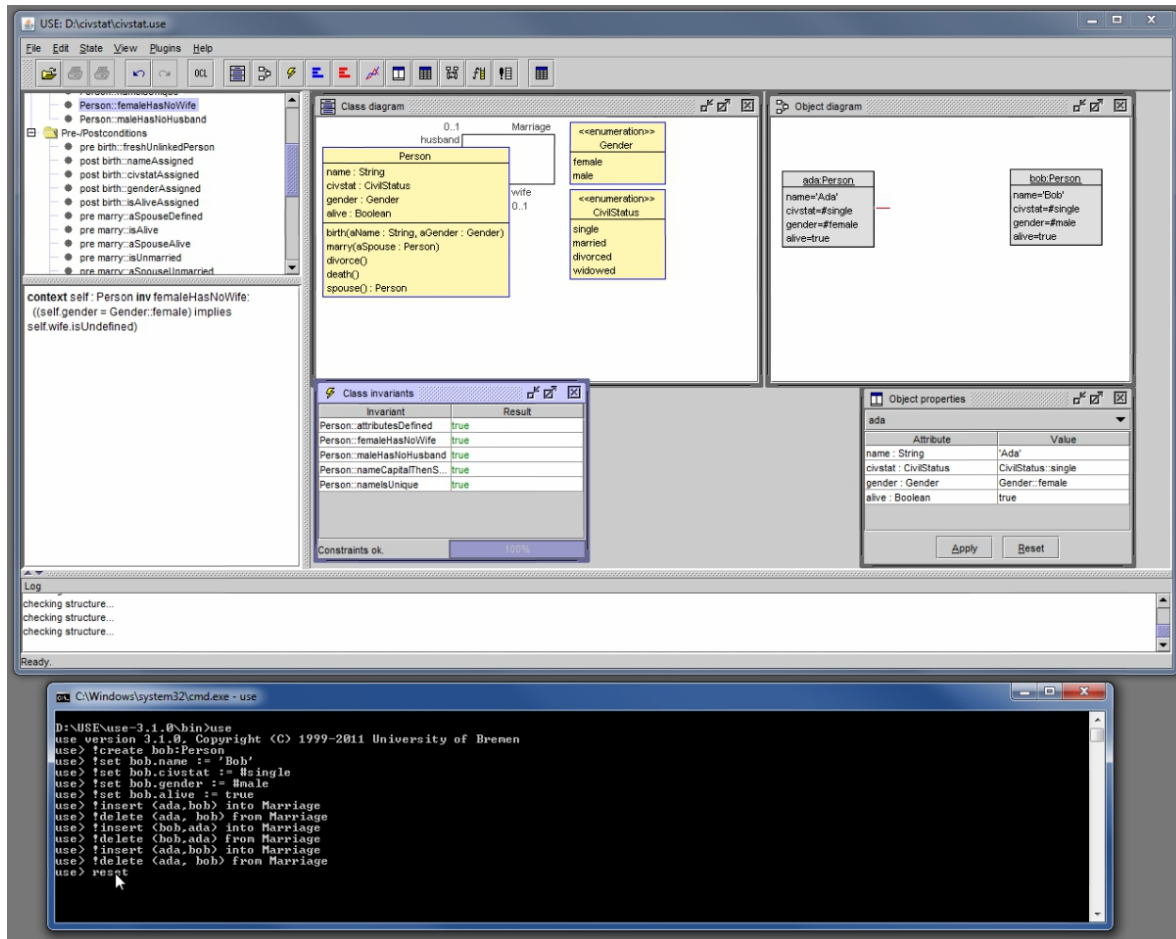 USE: D:\civstat\civstat.use
File Edit State View Plugins Help
OCL
Person::femaleHasNoWife
Person::maleHasNoHusband
Pre-/Postconditions
pre birth::freshUnlinkedPerson
post birth::nameAssigned
post birth::civstatAssigned
post birth::genderAssigned
post birth::isAliveAssigned
pre marry::aSpouseDefined
pre marry::isAlive
pre marry::aSpouseAlive
pre marry::isUnmarried
pre marry::aSpouseUnmarried
context self : Person inv femaleHasNoWife:
((self.gender = Gender::female) implies
self.wife.isUndefined)
Class diagram
0..1 Marriage
husband
Person
name : String
civstat : CivilStatus
gender : Gender
alive : Boolean
birth(aName : String, aGender : Gender)
marry(aSpouse : Person)
divorce()
death()
spouse() : Person
wife
0..1
<<enumeration>>
Gender
female
male
<<enumeration>>
CivilStatus
single
married
divorced
widowed
Object diagram
ada:Person
name='Ada'
civstat=#single
gender=#female
alive=true
bob:Person
name='Bob'
civstat=#single
gender=#male
alive=true
Class invariants
Invariant Result
Person::attributesDefined true
Person::femaleHasNoWife true
Person::maleHasNoHusband true
Person::nameCapitalThenS... true
Person::nameIsUnique true
Constraints ok. 100%
Object properties
ada
Attribute Value
name : String 'Ada'
civstat : CivilStatus CivilStatus::single
gender : Gender Gender::female
alive : Boolean true
Apply Reset
Log
checking structure...
checking structure...
checking structure...
Ready.
C:\Windows\system32\cmd.exe - use
D:\USE\use-3.1.0\bin>use
use version 3.1.0, Copyright (C) 1999-2011 University of Bremen
use> !create bob:Person
use> !set bob.name := 'Bob'
use> !set bob.civstat := #single
use> !set bob.gender := #male
use> !set bob.alive := true
use> !insert (ada,bob) into Marriage
use> !delete (ada, bob) from Marriage
use> !insert (bob,ada) into Marriage
use> !delete (bob,ada) from Marriage
use> !insert (ada,bob) into Marriage
use> !delete (ada, bob) from Marriage
use> reset